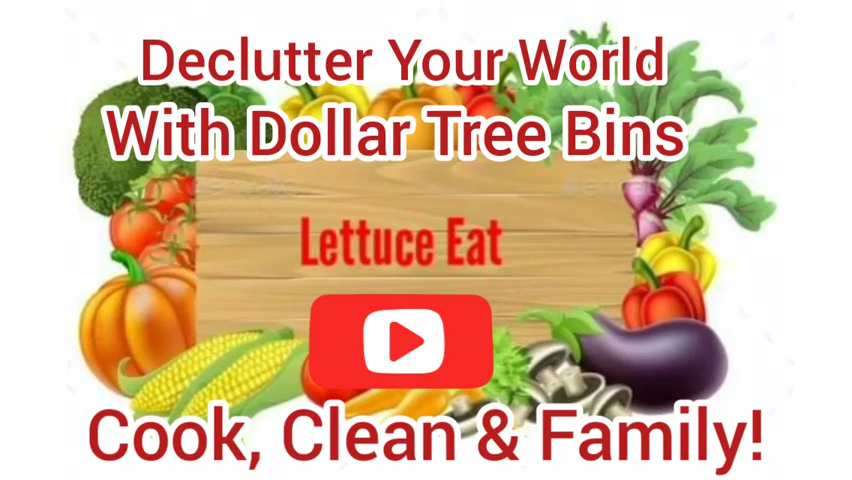 Declutter Your World
With Dollar Tree Bins
Lettuce Eat
Cook, Clean & Family!